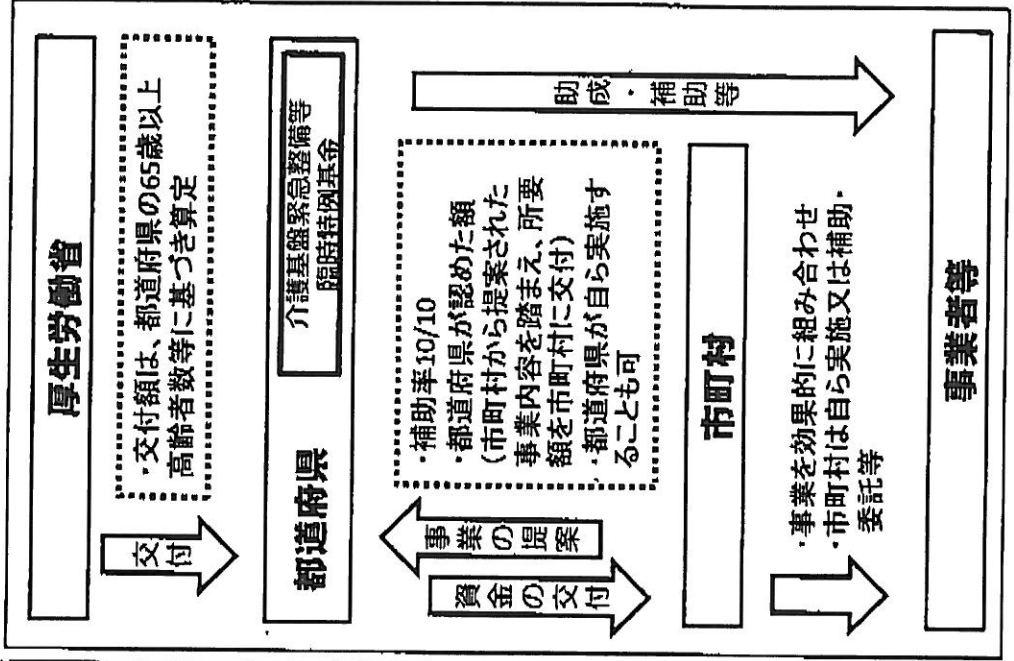 厚生労働省
交付
・交付額は、都道府県の65歳以上
高齢者数等に基づき算定
都道府県
介護基盤緊急整備等
臨時特例基金
資金の交付
事業の提案
・補助率10/10
・都道府県が認めた額
(市町村から提案された
事業内容を踏まえ、所要
額を市町村に交付)
・都道府県が自ら実施す
ることも可
助成・補助等
市町村
・事業を効果的に組み合わせ
・市町村は自ら実施又は補助・
委託等
事業者等